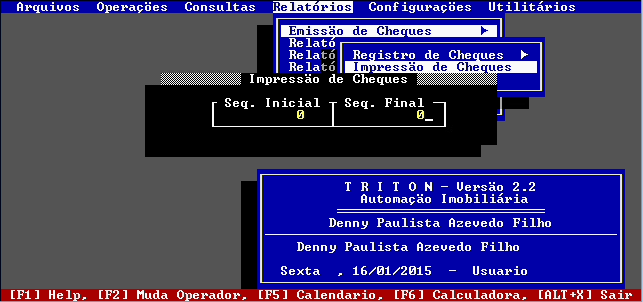 Arquivos Operações Consultas Relatórios Configurações Utilitários
Emissão de Cheques
Relató
Relató
Relató
Registro de Cheques
Impressão de Cheques
Impressão de Cheques
Seq. Inicial Seq. Final
0 0_
T R I T O N - Versão 2.2
Automação Imobiliária
Denny Paulista Azevedo Filho
Denny Paulista Azevedo Filho
Sexta , 16/01/2015 - Usuario
[F1] Help, [F2] Muda Operador, [F5] Calendario, [F6] Calculadora, [ALT+X] Sair